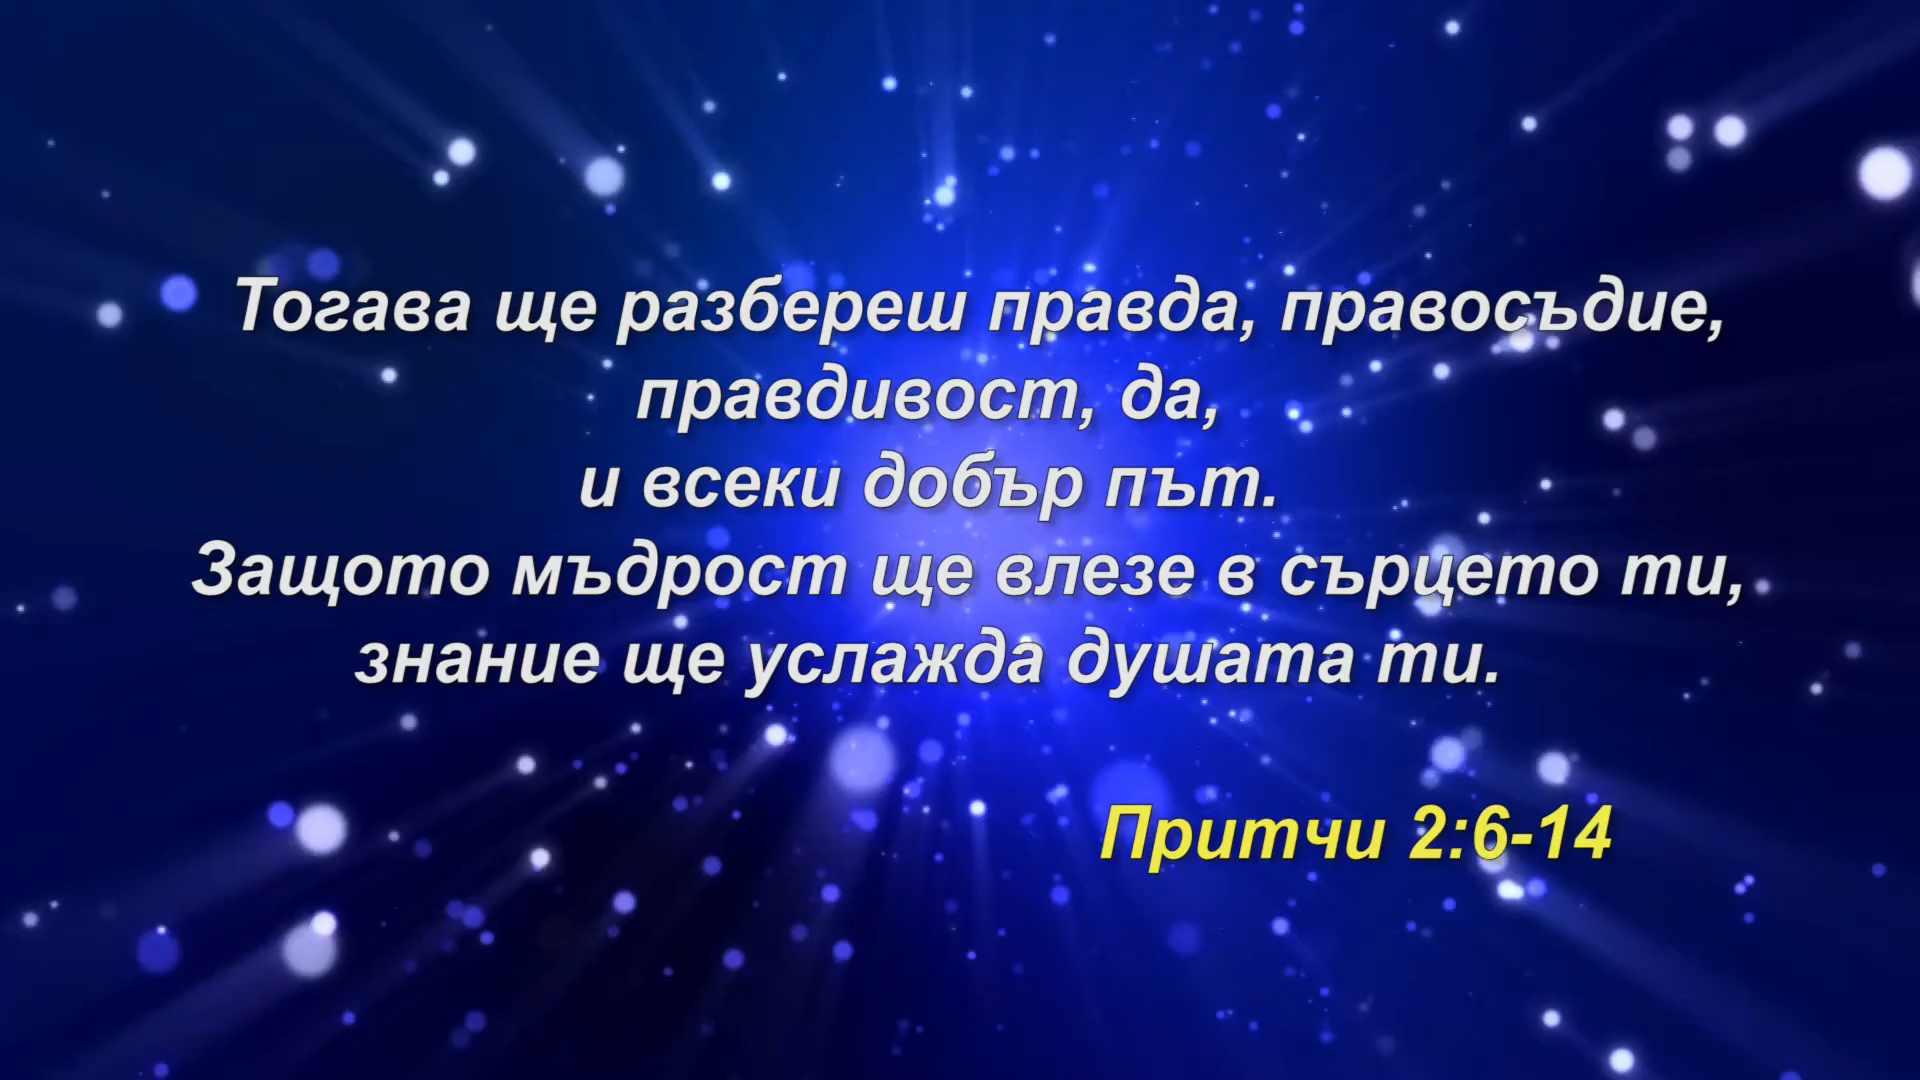 Тогава ще разбереш правда, правосъдие,
правдивост, да,
и всеки добър път.
Защото мъдрост ще влезе в сърцето ти,
знание ще услажда душата ти.
Притчи 2:6-14